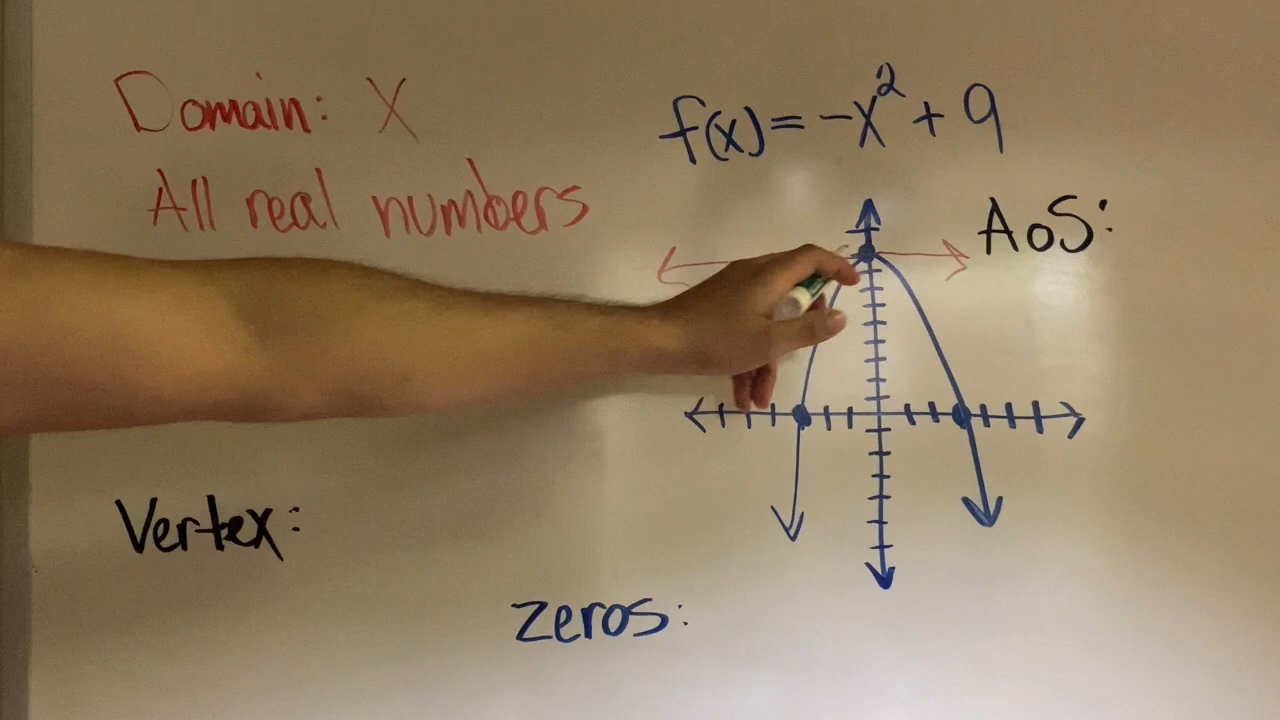 Domain: X
All real numbers
f(x) = -x² + 9
AoS:
Vertex:
zeros: